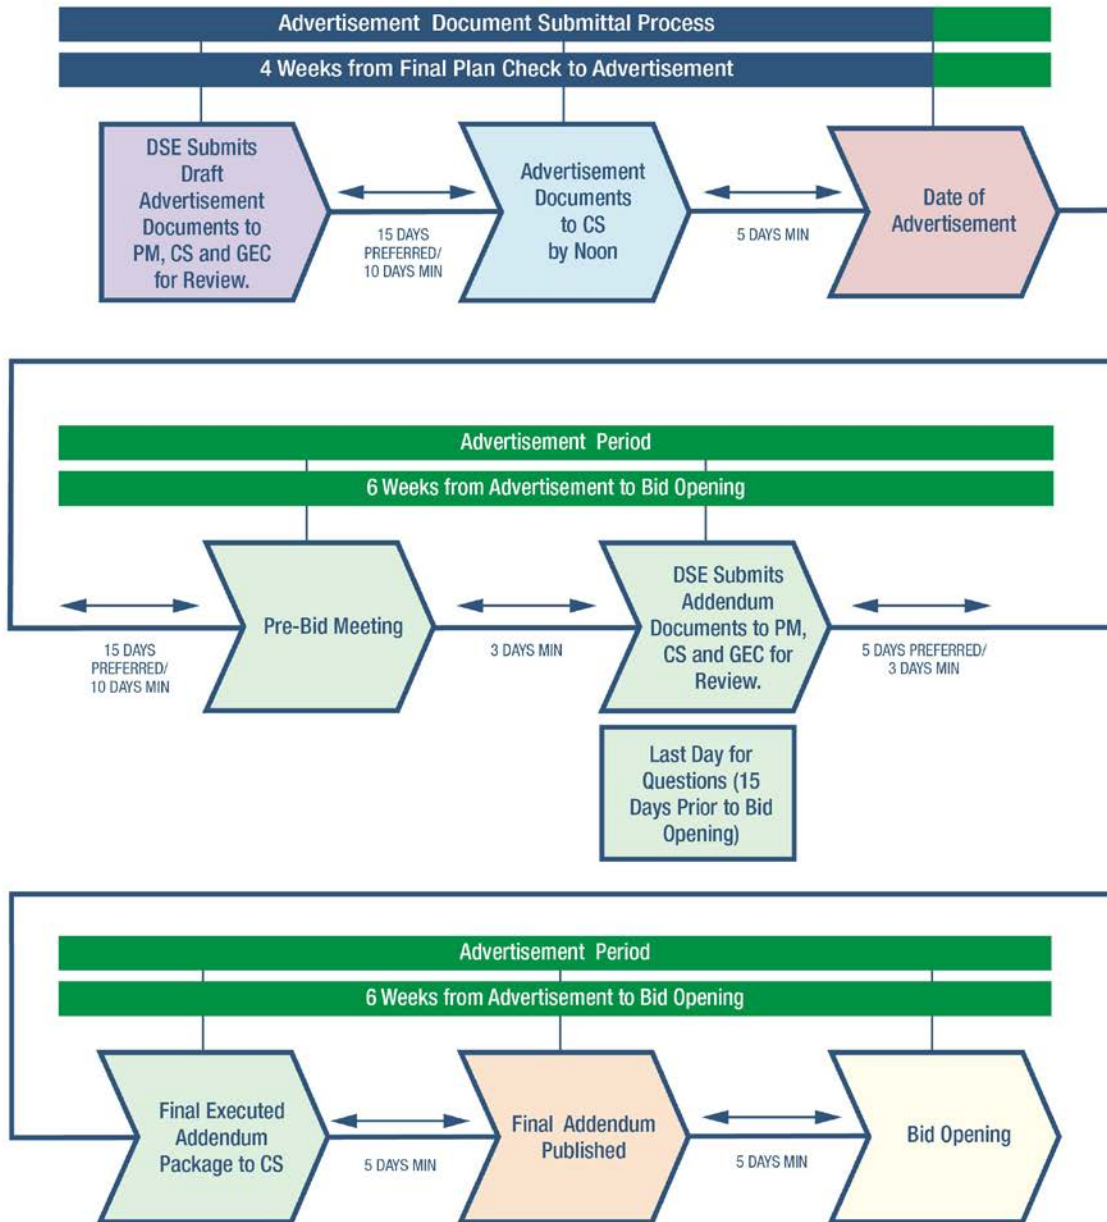 Advertisement Document Submittal Process
4 Weeks from Final Plan Check to Advertisement
DSE Submits
Draft
Advertisement
Documents to
PM, CS and GEC
for Review.
15 DAYS
PREFERRED/
10 DAYS MIN
Advertisement
Documents
to CS
by Noon
5 DAYS MIN
Date of
Advertisement
Advertisement Period
6 Weeks from Advertisement to Bid Opening
15 DAYS
PREFERRED/
10 DAYS MIN
Pre-Bid Meeting
3 DAYS MIN
DSE Submits
Addendum
Documents to PM,
CS and GEC for
Review.
5 DAYS PREFERRED/
3 DAYS MIN
Last Day for
Questions (15
Days Prior to Bid
Opening)
Advertisement Period
6 Weeks from Advertisement to Bid Opening
Final Executed
Addendum
Package to CS
5 DAYS MIN
Final Addendum
Published
5 DAYS MIN
Bid Opening